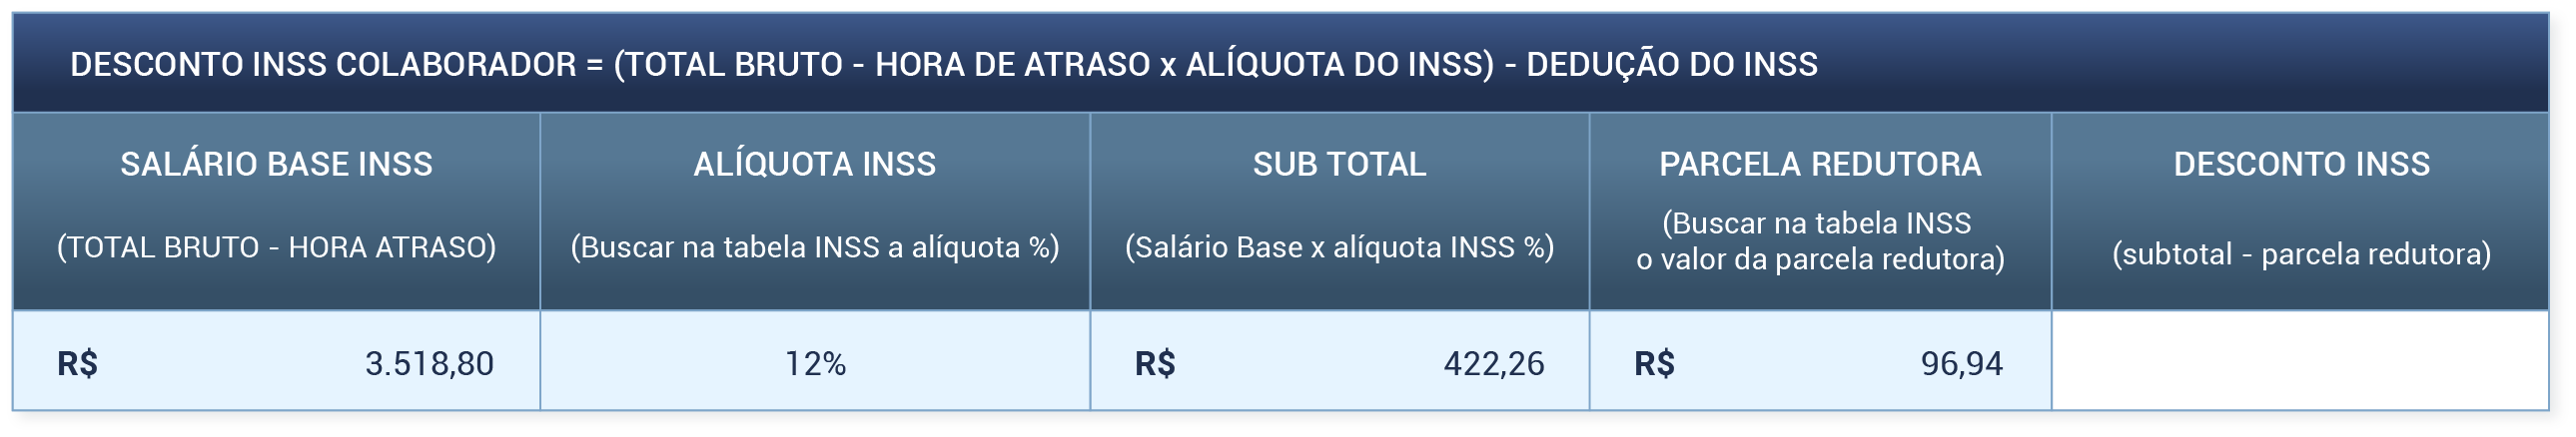 DESCONTO INSS COLABORADOR = (TOTAL BRUTO - HORA DE ATRASO x ALÍQUOTA DO INSS) - DEDUÇÃO DO INSS
SALÁRIO BASE INSS
(TOTAL BRUTO - HORA ATRASO)
ALÍQUOTA INSS
(Buscar na tabela INSS a alíquota %)
SUB TOTAL
(Salário Base x alíquota INSS %)
PARCELA REDUTORA
(Buscar na tabela INSS
o valor da parcela redutora)
DESCONTO INSS
(subtotal - parcela redutora)
R$ 3.518,80
12%
R$ 422,26
R$ 96,94